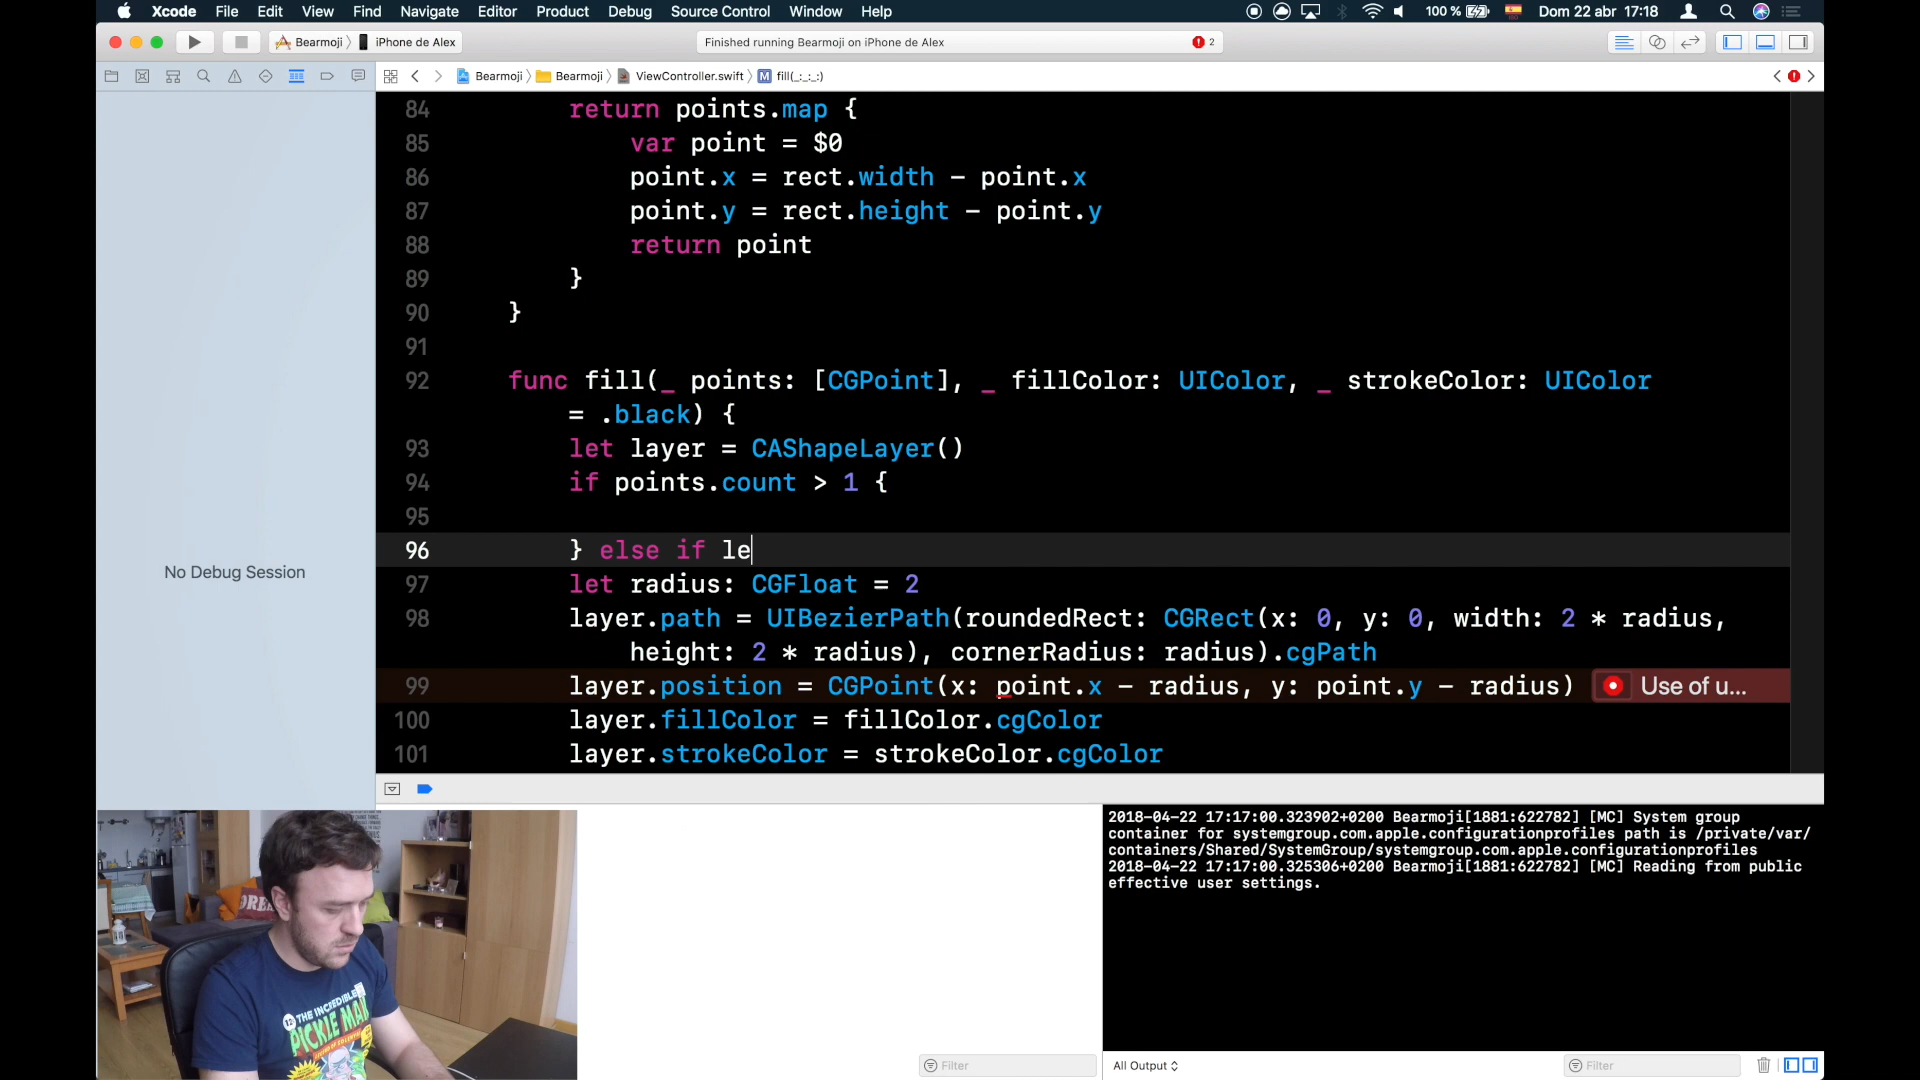 Xcode File Edit View Find Navigate Editor Product Debug Source Control Window Help 100 % Dom 22 abr 17:18
Bearmoji iPhone de Alex Finished running Bearmoji on iPhone de Alex 2
Bearmoji Bearmoji ViewController.swift M fill(_:_:_:)
84 return points.map {
85 var point = $0
86 point.x = rect.width - point.x
87 point.y = rect.height - point.y
88 return point
89 }
90 }
91
92 func fill(_ points: [CGPoint], _ fillColor: UIColor, _ strokeColor: UIColor
= .black) {
93 let layer = CAShapeLayer()
94 if points.count > 1 {
95
96 } else if le
97 let radius: CGFloat = 2
98 layer.path = UIBezierPath(roundedRect: CGRect(x: 0, y: 0, width: 2 * radius,
height: 2 * radius), cornerRadius: radius).cgPath
99 layer.position = CGPoint(x: point.x - radius, y: point.y - radius) Use of u...
100 layer.fillColor = fillColor.cgColor
101 layer.strokeColor = strokeColor.cgColor
No Debug Session
2018-04-22 17:17:00.323902+0200 Bearmoji[1881:622782] [MC] System group
container for systemgroup.com.apple.configurationprofiles path is /private/var/
containers/Shared/SystemGroup/systemgroup.com.apple.configurationprofiles
2018-04-22 17:17:00.325306+0200 Bearmoji[1881:622782] [MC] Reading from public
effective user settings.
THE INCREDIBLE
PICKLE MAN
Filter All Output Filter